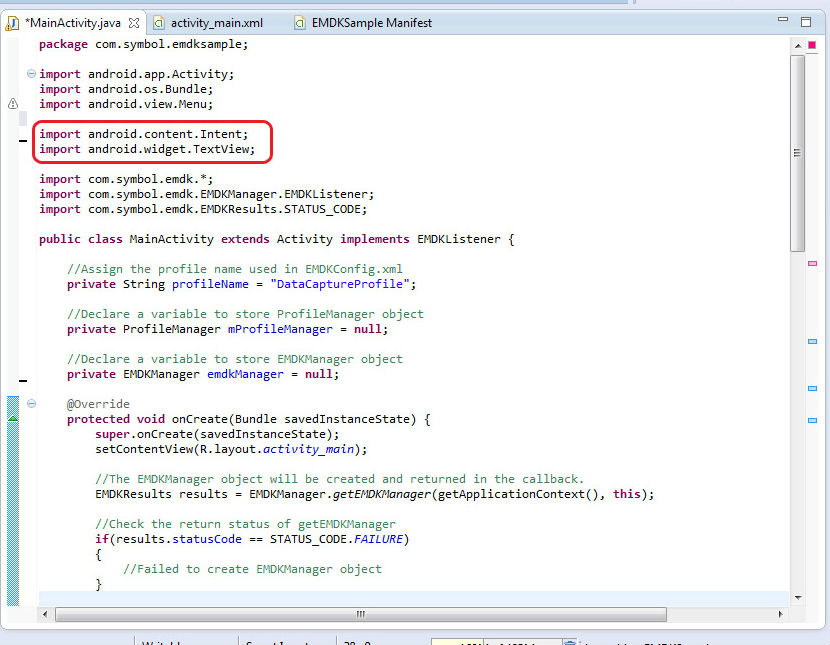 *MainActivity.java activity_main.xml EMDKSample Manifest
package com.symbol.emdksample;
import android.app.Activity;
import android.os.Bundle;
import android.view.Menu;
import android.content.Intent;
import android.widget.TextView;
import com.symbol.emdk.*;
import com.symbol.emdk.EMDKManager.EMDKListener;
import com.symbol.emdk.EMDKResults.STATUS_CODE;
public class MainActivity extends Activity implements EMDKListener {
//Assign the profile name used in EMDKConfig.xml
private String profileName = "DataCaptureProfile";
//Declare a variable to store ProfileManager object
private ProfileManager mProfileManager = null;
//Declare a variable to store EMDKManager object
private EMDKManager emdkManager = null;
@Override
protected void onCreate(Bundle savedInstanceState) {
super.onCreate(savedInstanceState);
setContentView(R.layout.activity_main);
//The EMDKManager object will be created and returned in the callback.
EMDKResults results = EMDKManager.getEMDKManager(getApplicationContext(), this);
//Check the return status of getEMDKManager
if(results.statusCode == STATUS_CODE.FAILURE)
{
//Failed to create EMDKManager object
}